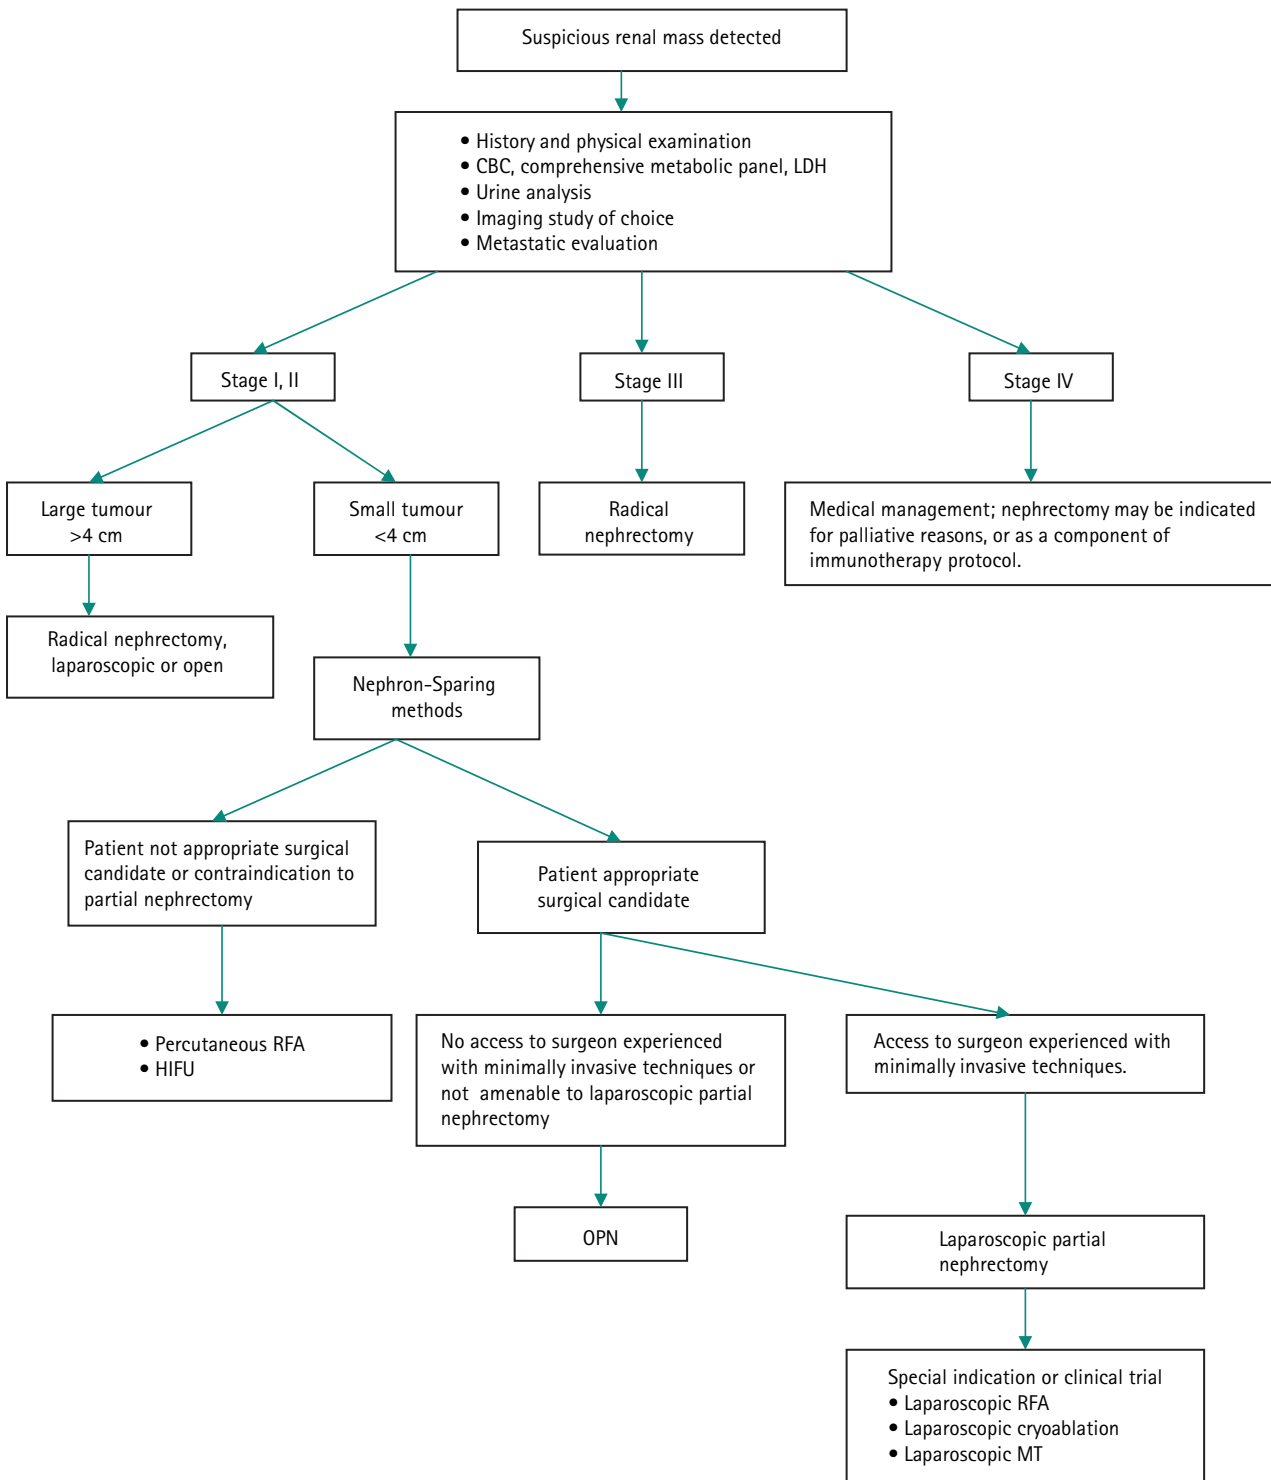 Suspicious renal mass detected
• History and physical examination
• CBC, comprehensive metabolic panel, LDH
• Urine analysis
• Imaging study of choice
• Metastatic evaluation
Stage I, II
Stage III
Stage IV
Large tumour
>4 cm
Small tumour
<4 cm
Radical
nephrectomy
Medical management; nephrectomy may be indicated
for palliative reasons, or as a component of
immunotherapy protocol.
Radical nephrectomy,
laparoscopic or open
Nephron-Sparing
methods
Patient not appropriate surgical
candidate or contraindication to
partial nephrectomy
Patient appropriate
surgical candidate
• Percutaneous RFA
• HIFU
No access to surgeon experienced
with minimally invasive techniques or
not amenable to laparoscopic partial
nephrectomy
Access to surgeon experienced with
minimally invasive techniques.
OPN
Laparoscopic partial
nephrectomy
Special indication or clinical trial
• Laparoscopic RFA
• Laparoscopic cryoablation
• Laparoscopic MT